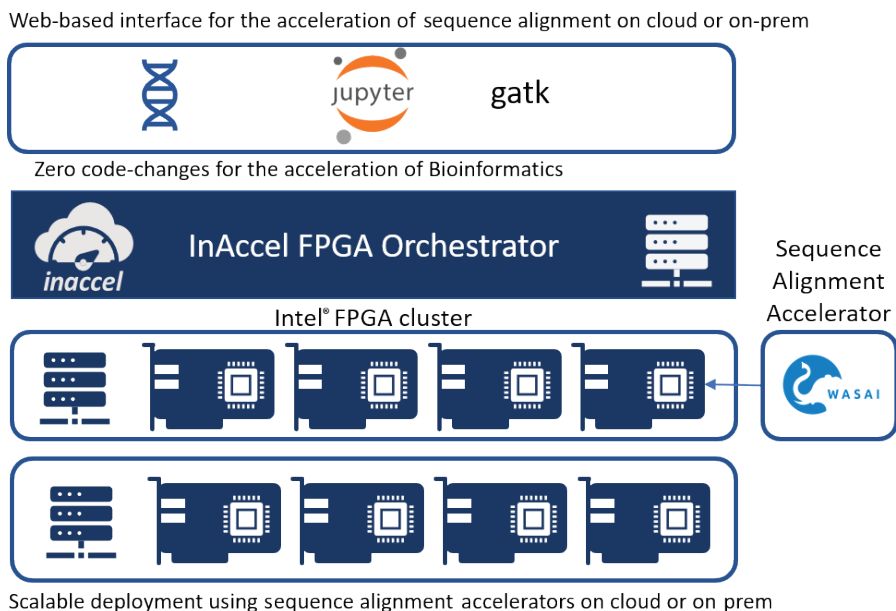 Web-based interface for the acceleration of sequence alignment on cloud or on-prem
jupyter
gatk
Zero code-changes for the acceleration of Bioinformatics
inaccel
InAccel FPGA Orchestrator
Sequence
Alignment
Accelerator
Intel® FPGA cluster
WASAI
Scalable deployment using sequence alignment accelerators on cloud or on prem